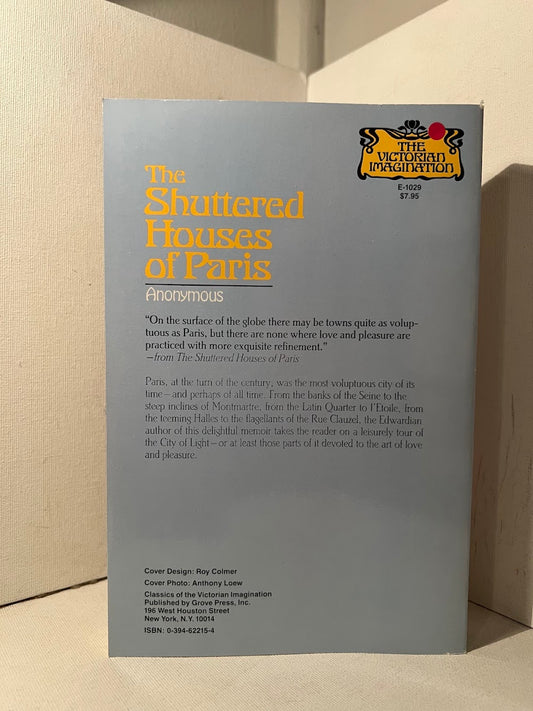 THE
VICTORIAN
IMAGINATION
E-1029
$7.95
The
Shuttered
Houses
of Paris
Anonymous
“On the surface of the globe there may be towns quite as volup-
tuous as Paris, but there are none where love and pleasure are
practiced with more exquisite refinement.”
—from The Shuttered Houses of Paris
Paris, at the turn of the century, was the most voluptuous city of its
time—and perhaps of all time. From the banks of the Seine to the
steep inclines of Montmartre, from the Latin Quarter to l'Etoile, from
the teeming Halles to the flagellants of the Rue Clauzel, the Edwardian
author of this delightful memoir takes the reader on a leisurely tour of
the City of Light—or at least those parts of it devoted to the art of love
and pleasure.
Cover Design: Roy Colmer
Cover Photo: Anthony Loew
Classics of the Victorian Imagination
Published by Grove Press, Inc.
196 West Houston Street
New York, N.Y. 10014
ISBN: 0-394-62215-4